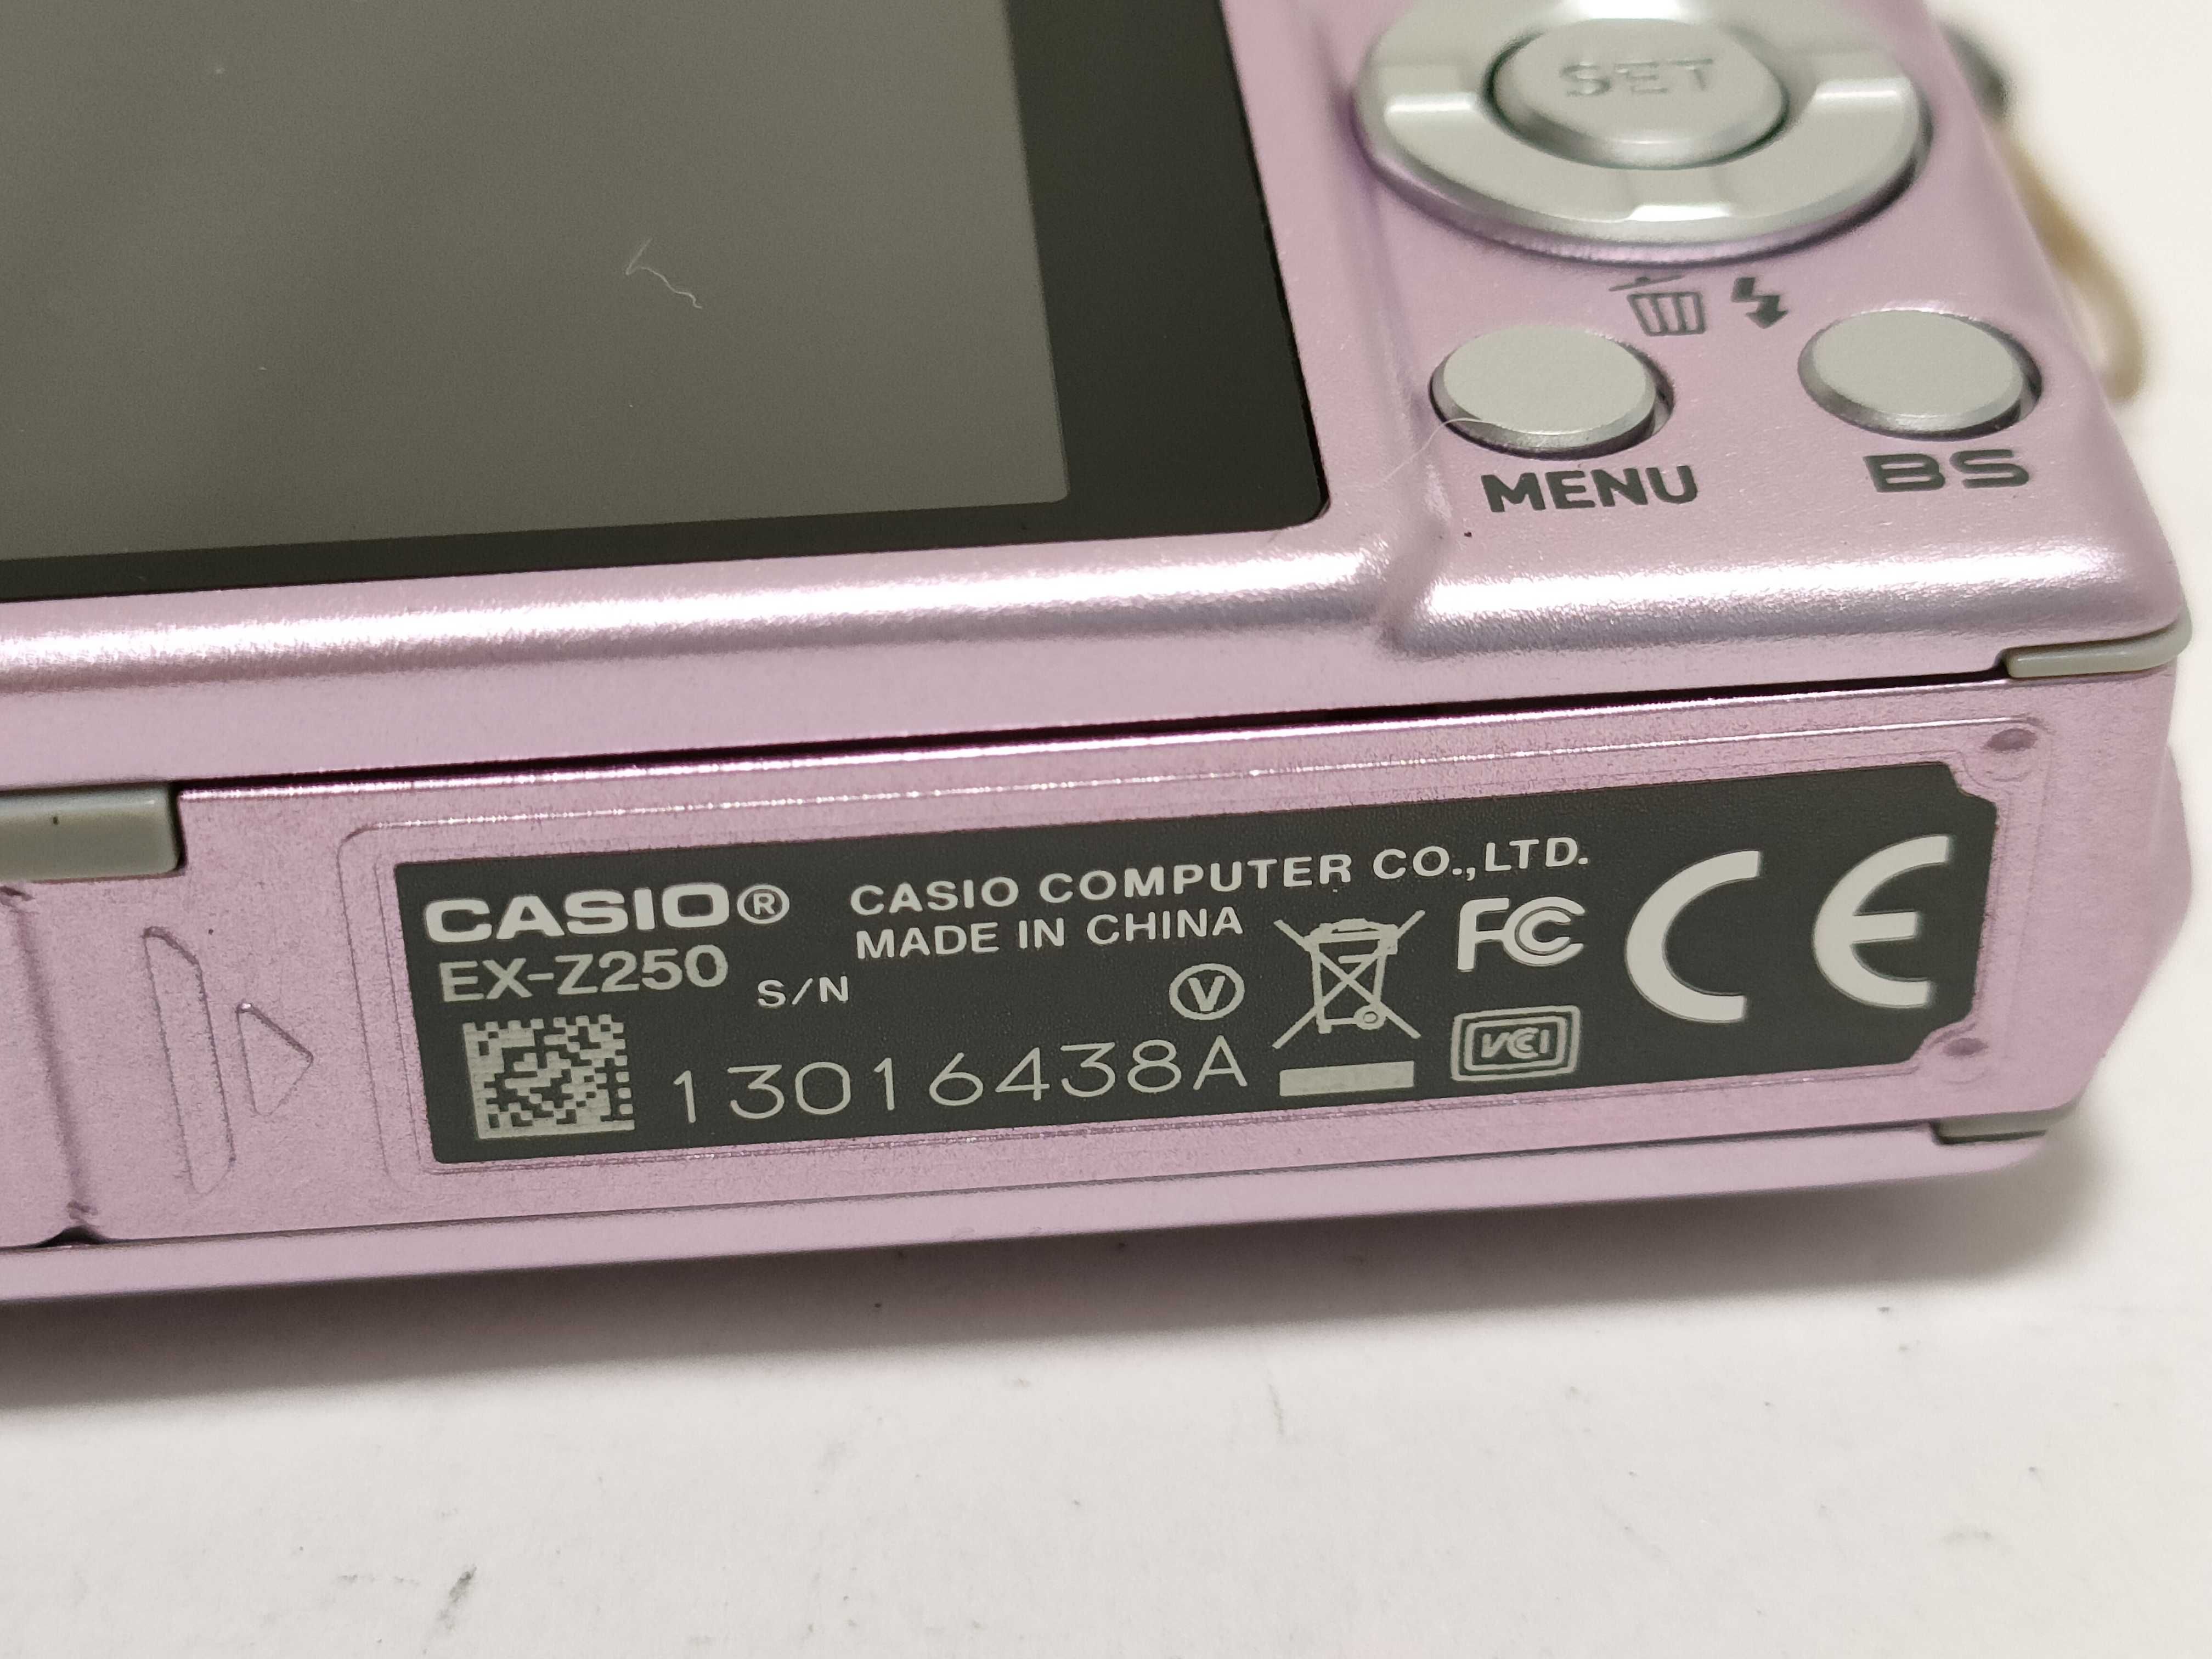 SET
MENU
BS
CASIO®
CASIO COMPUTER CO.,LTD.
EX-Z250
MADE IN CHINA
S/N
V
FC
CE
13016438A
VCI